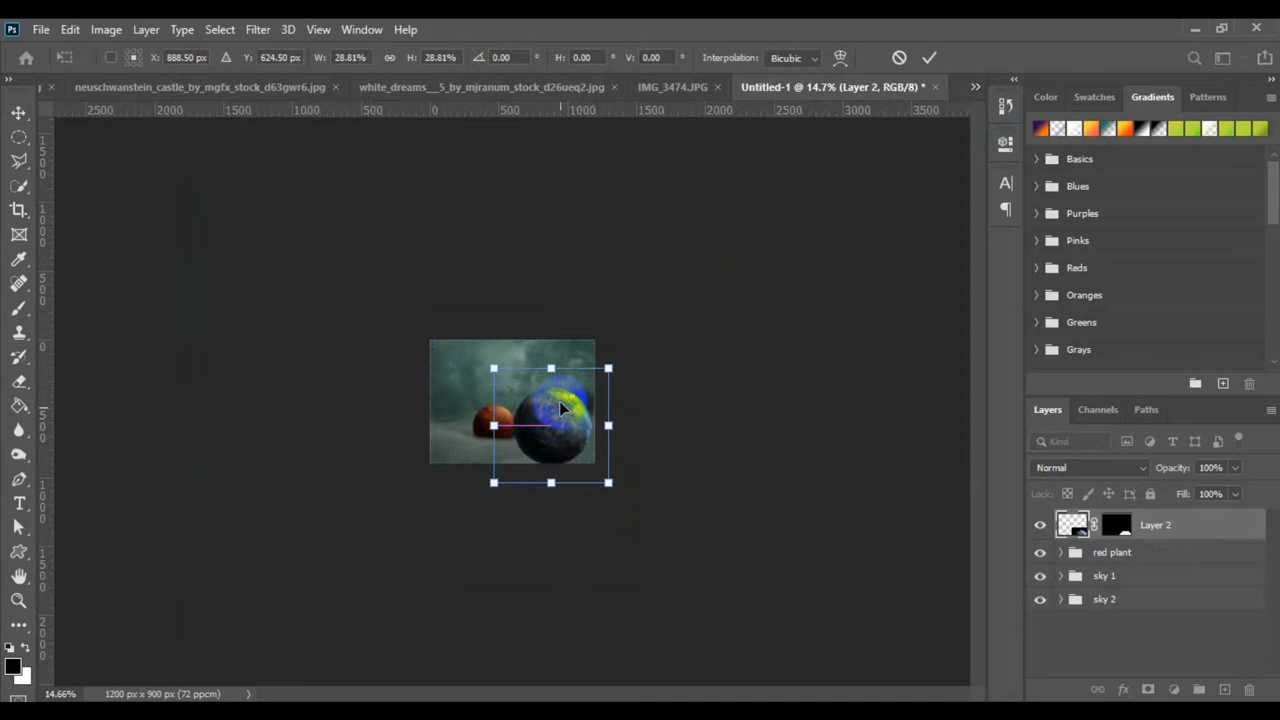 Ps File Edit Image Layer Type Select Filter 3D View Window Help
X: 888.50 px Y: 624.50 px W: 28.81% H: 28.81% 0.00 ° H: 0.00 ° V: 0.00 ° Interpolation: Bicubic
neuschwanstein_castle_by_mgfx_stock_d63gwr6.jpg × white_dreams__5_by_mjranum_stock_d26ueq2.jpg × IMG_3474.JPG × Untitled-1 @ 14.7% (Layer 2, RGB/8) * ×
Color Swatches Gradients Patterns
2500 2000 1500 1000 500 0 500 1000 1500 2000 2500 3000 3500
Basics
Blues
Purples
Pinks
Reds
Oranges
Greens
Grays
Layers Channels Paths
Kind
Normal Opacity: 100%
Lock: Fill: 100%
Layer 2
red plant
sky 1
sky 2
14.66% 1200 px x 900 px (72 ppcm)